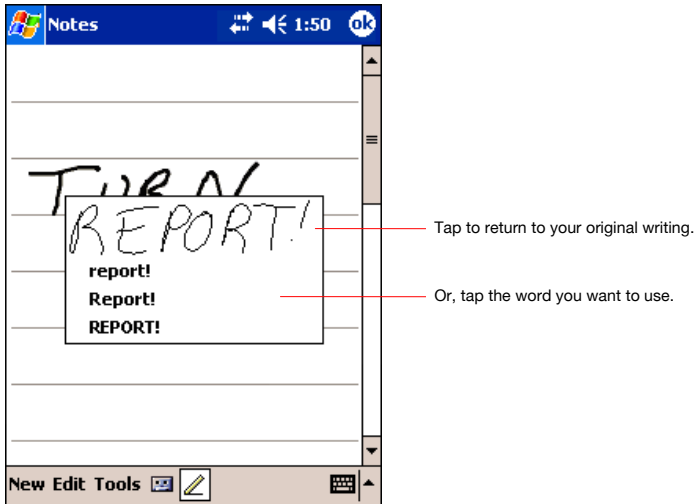 Notes 1:50 ok
TURN
REPORT!
Tap to return to your original writing.
report!
Report!
Or, tap the word you want to use.
REPORT!
New Edit Tools